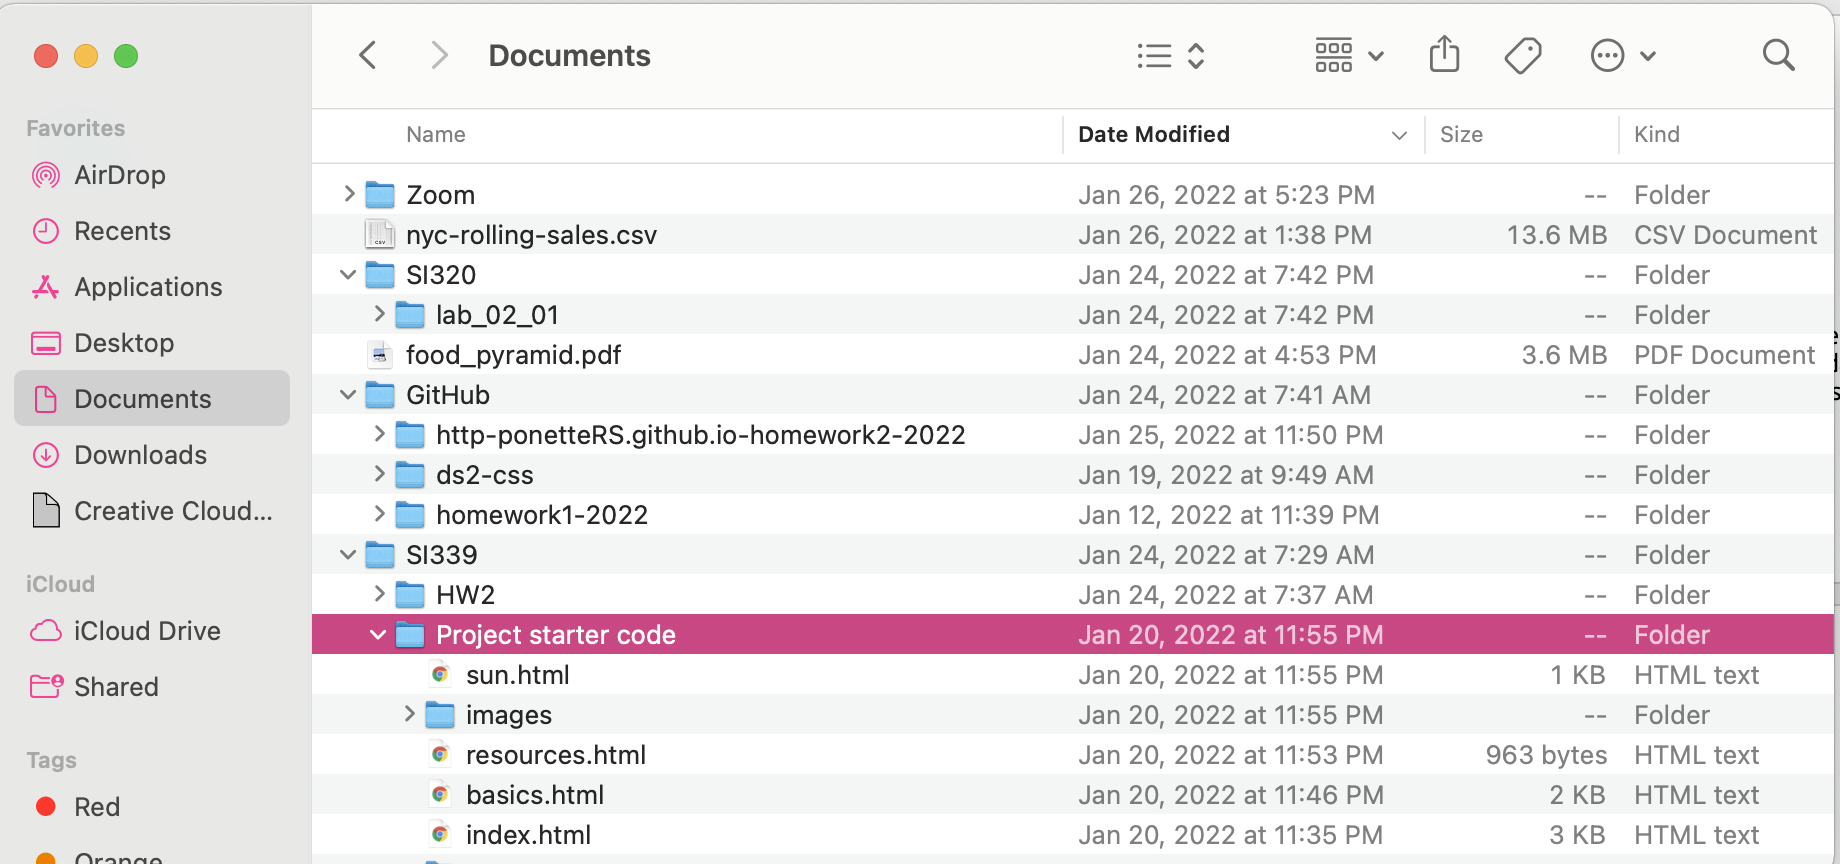 Documents
Favorites
AirDrop
Recents
Applications
Desktop
Documents
Downloads
Creative Cloud...
iCloud
iCloud Drive
Shared
Tags
Red
Orange
Name Date Modified Size Kind
Zoom Jan 26, 2022 at 5:23 PM -- Folder
nyc-rolling-sales.csv Jan 26, 2022 at 1:38 PM 13.6 MB CSV Document
SI320 Jan 24, 2022 at 7:42 PM -- Folder
lab_02_01 Jan 24, 2022 at 7:42 PM -- Folder
food_pyramid.pdf Jan 24, 2022 at 4:53 PM 3.6 MB PDF Document
GitHub Jan 24, 2022 at 7:41 AM -- Folder
http-ponetteRS.github.io-homework2-2022 Jan 25, 2022 at 11:50 PM -- Folder
ds2-css Jan 19, 2022 at 9:49 AM -- Folder
homework1-2022 Jan 12, 2022 at 11:39 PM -- Folder
SI339 Jan 24, 2022 at 7:29 AM -- Folder
HW2 Jan 24, 2022 at 7:37 AM -- Folder
Project starter code Jan 20, 2022 at 11:55 PM -- Folder
sun.html Jan 20, 2022 at 11:55 PM 1 KB HTML text
images Jan 20, 2022 at 11:55 PM -- Folder
resources.html Jan 20, 2022 at 11:53 PM 963 bytes HTML text
basics.html Jan 20, 2022 at 11:46 PM 2 KB HTML text
index.html Jan 20, 2022 at 11:35 PM 3 KB HTML text